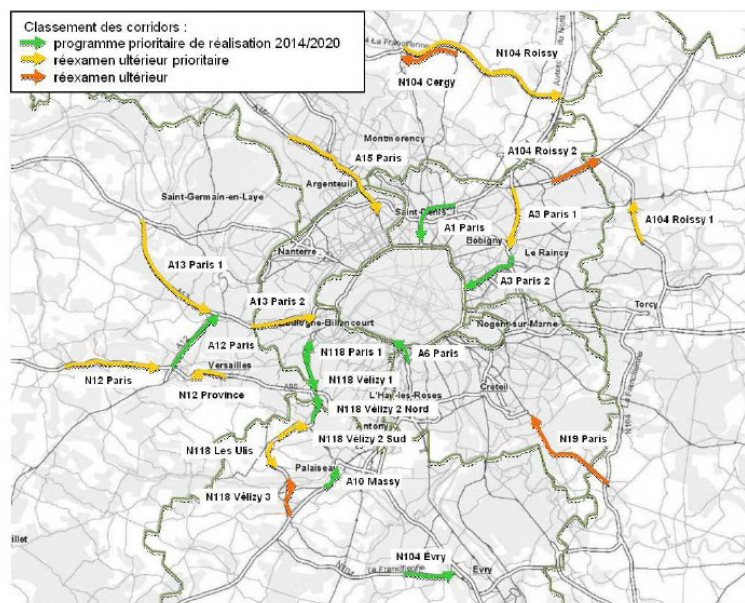 Classement des corridors :
programme prioritaire de réalisation 2014/2020
réexamen ultérieur prioritaire
réexamen ultérieur
La Francilienne
N104 Roissy
N104 Cergy
Montmorency
A15 Paris
A104 Roissy 2
Argenteuil
Saint-Germain-en-Laye
Saint-Denis
A1 Paris
A3 Paris 1
A104 Roissy 1
Bobigny
Nanterre
Le Raincy
A13 Paris 1
A3 Paris 2
A13 Paris 2
Torcy
Boulogne-Billancourt
Nogent-sur-Marne
A12 Paris
N118 Paris 1
A6 Paris
Versailles
N12 Paris
N118 Vélizy 1
Créteil
N12 Province
L'Hay-les-Roses
N118 Vélizy 2 Nord
Antony
N118 Vélizy 2 Sud
N19 Paris
N118 Les Ulis
Palaiseau
A10 Massy
N118 Vélizy 3
N104 Évry
La Francilienne
Evry